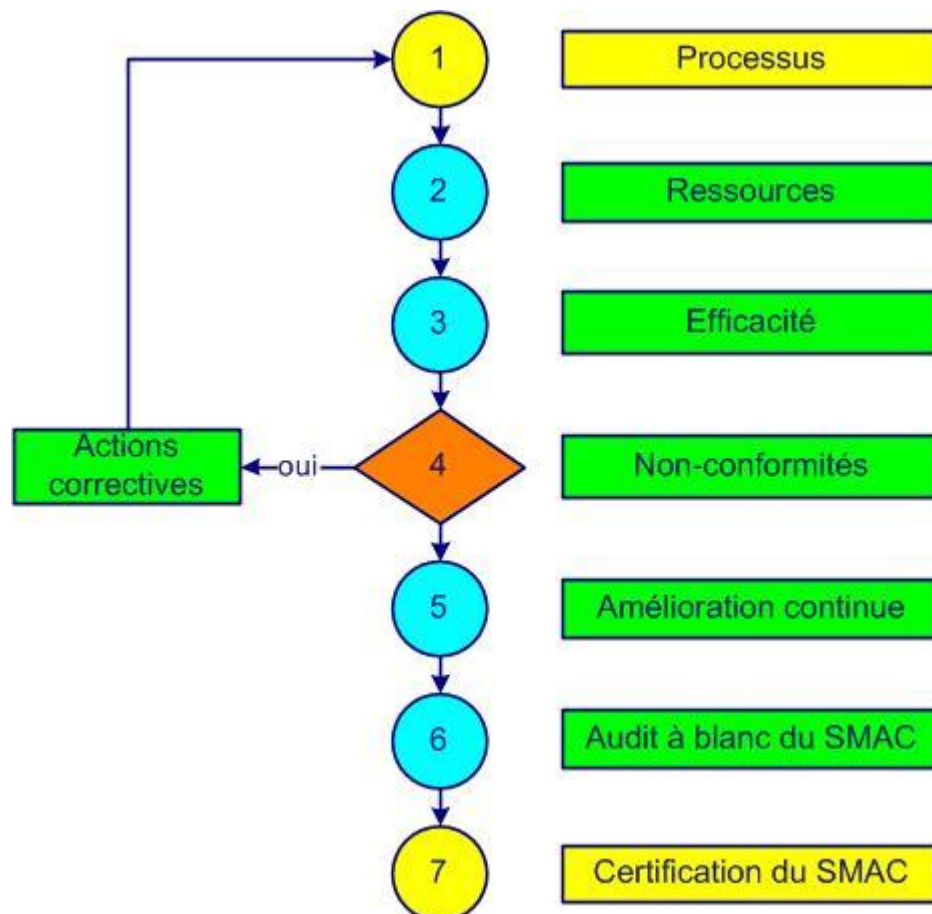 1
Processus
2
Ressources
3
Efficacité
Actions
correctives
oui
4
Non-conformités
5
Amélioration continue
6
Audit à blanc du SMAC
7
Certification du SMAC